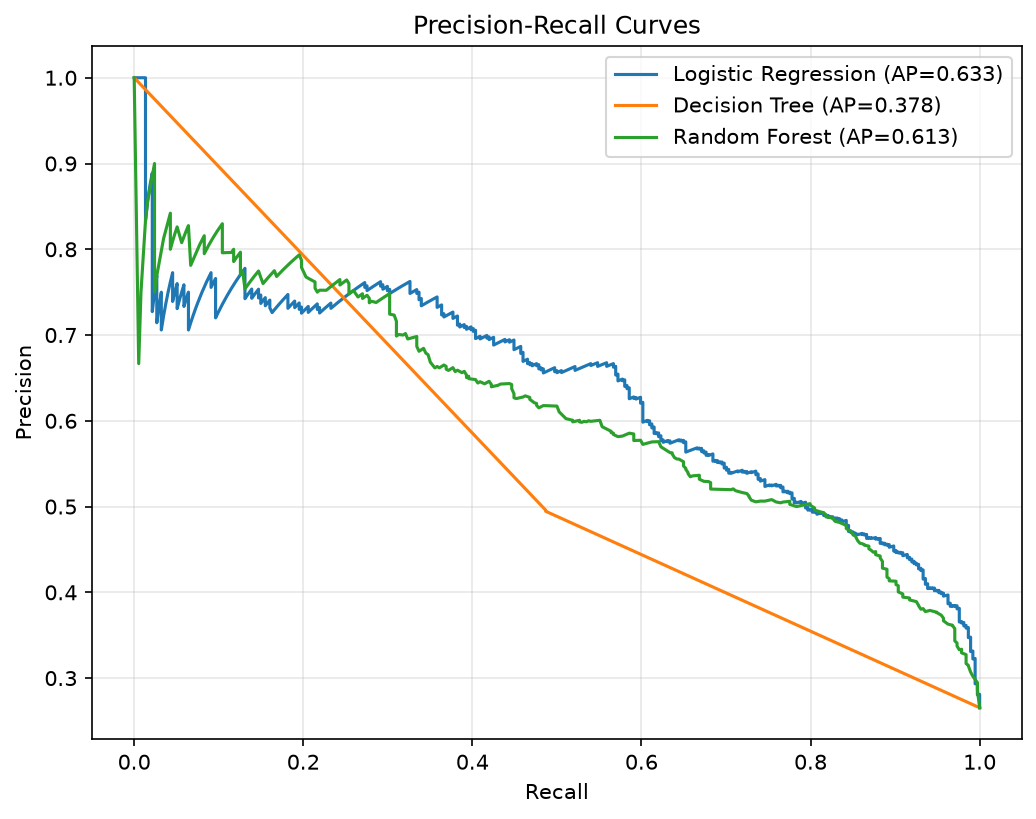 Precision-Recall Curves
Logistic Regression (AP=0.633)
Decision Tree (AP=0.378)
Random Forest (AP=0.613)
Precision
1.0
0.9
0.8
0.7
0.6
0.5
0.4
0.3
0.0 0.2 0.4 0.6 0.8 1.0
Recall